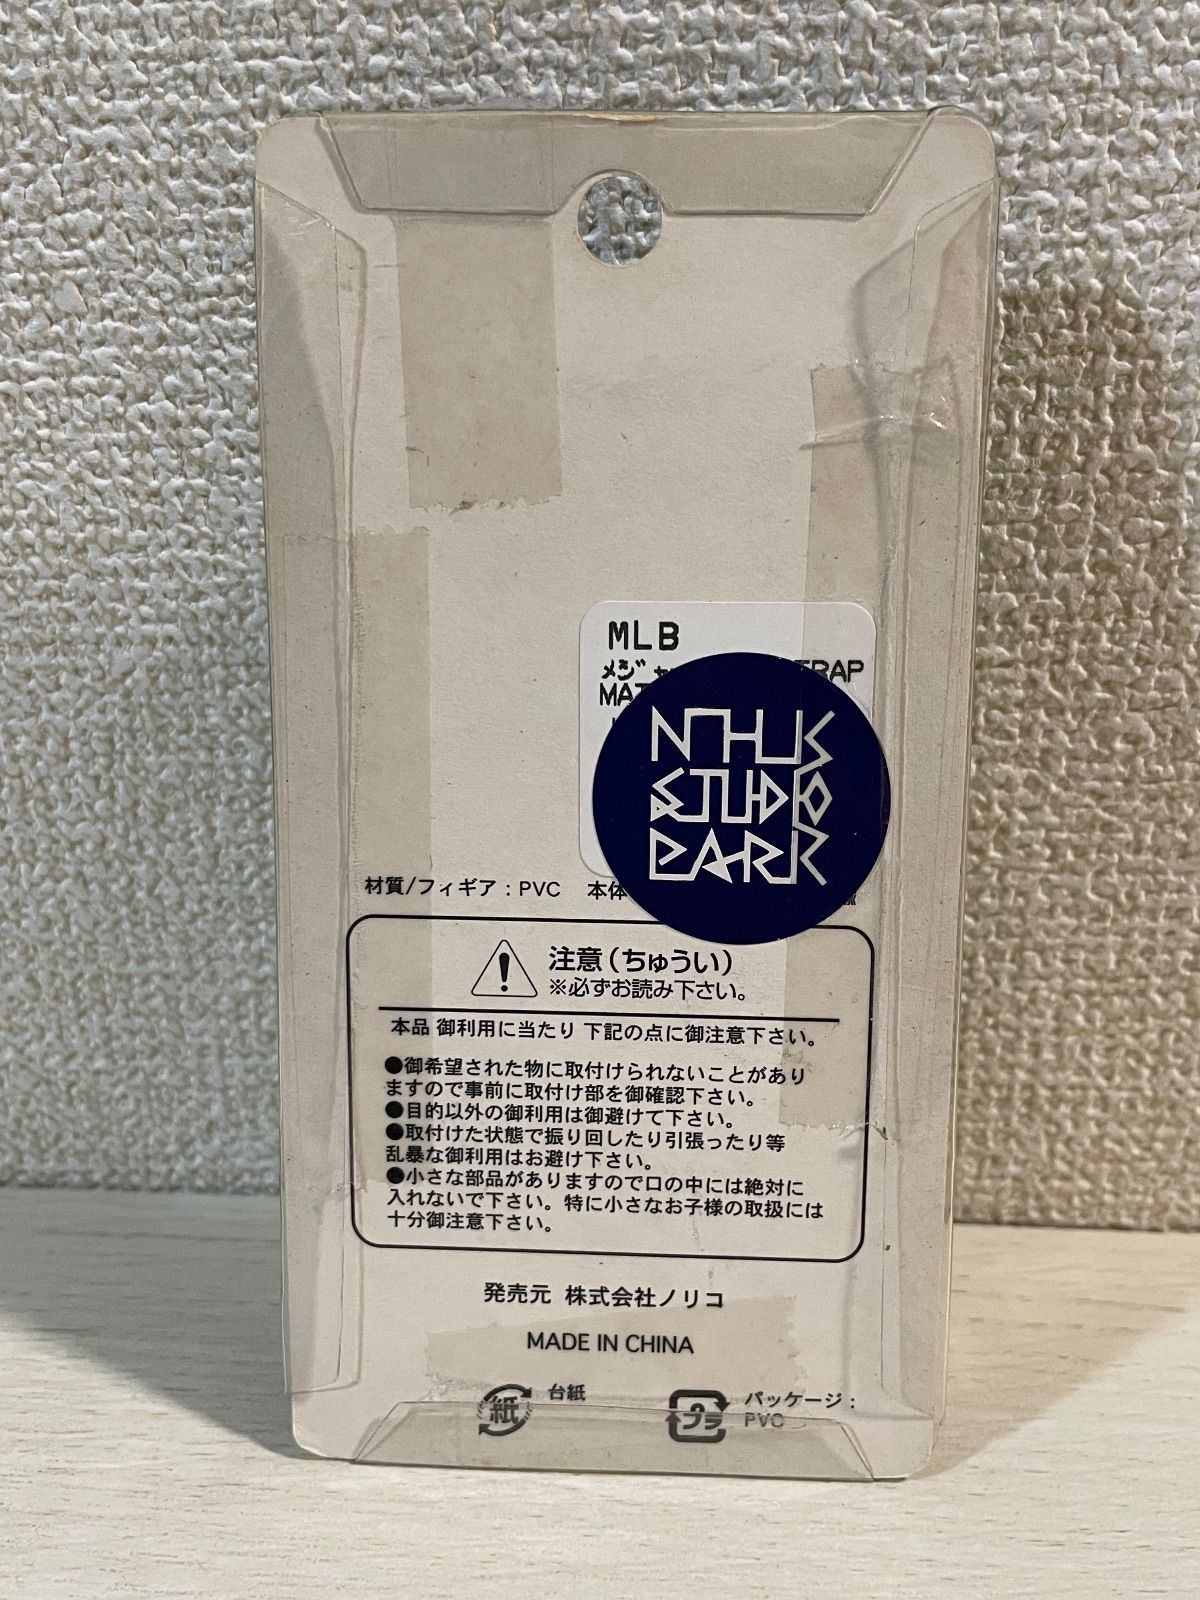 MLB
メジャ TRAP
MA
NHK
STUDIO
PARK
材質/フィギア：PVC 本体
注意(ちゅうい)
※必ずお読み下さい。
本品 御利用に当たり 下記の点に御注意下さい。
●御希望された物に取付けられないことがあり
ますので事前に取付け部を御確認下さい。
●目的以外の御利用は御避けて下さい。
●取付けた状態で振り回したり引張ったり等
乱暴な御利用はお避け下さい。
●小さな部品がありますので口の中には絶対に
入れないで下さい。特に小さなお子様の取扱には
十分御注意下さい。
発売元 株式会社ノリコ
MADE IN CHINA
紙 台紙
プラ パッケージ：
PVC